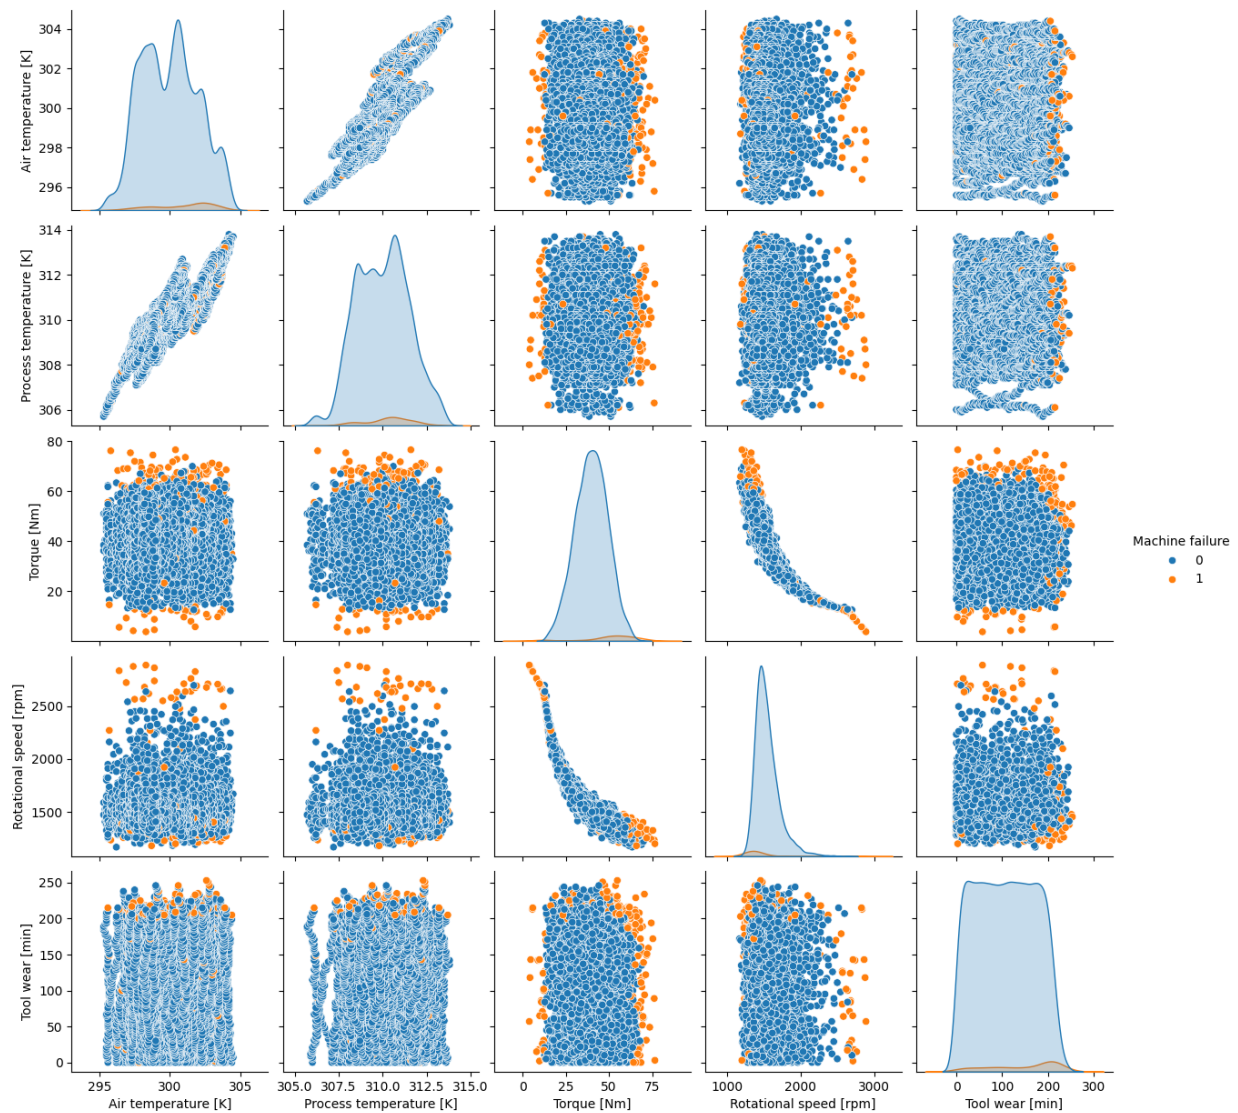 304
302
300
298
296
Air temperature [K]
314
312
310
308
306
Process temperature [K]
Machine failure
0
1
80
60
40
20
Torque [Nm]
2500
2000
1500
Rotational speed [rpm]
250
200
150
100
50
0
Tool wear [min]
295 300 305
305.0 307.5 310.0 312.5 315.0
0 25 50 75
1000 2000 3000
0 100 200 300
Air temperature [K] Process temperature [K] Torque [Nm] Rotational speed [rpm] Tool wear [min]